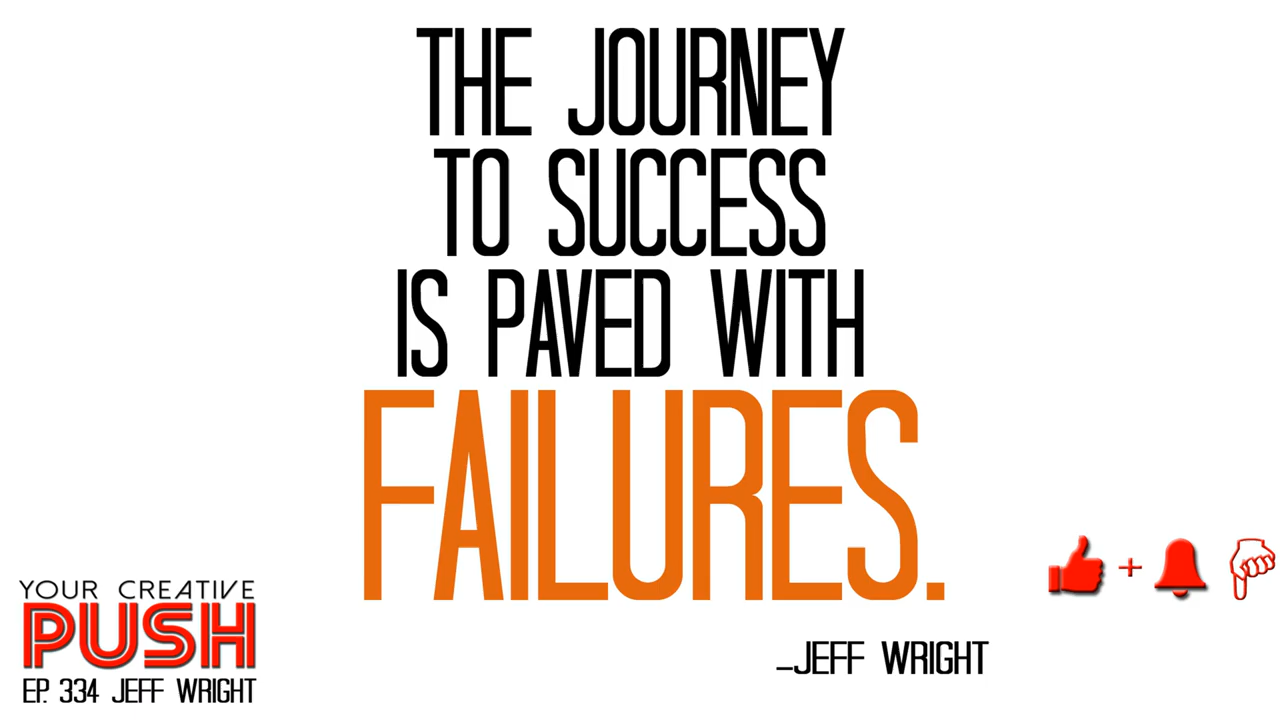 THE JOURNEY
TO SUCCESS
IS PAVED WITH
FAILURES.
–JEFF WRIGHT
YOUR CREATIVE
PUSH
EP. 334 JEFF WRIGHT